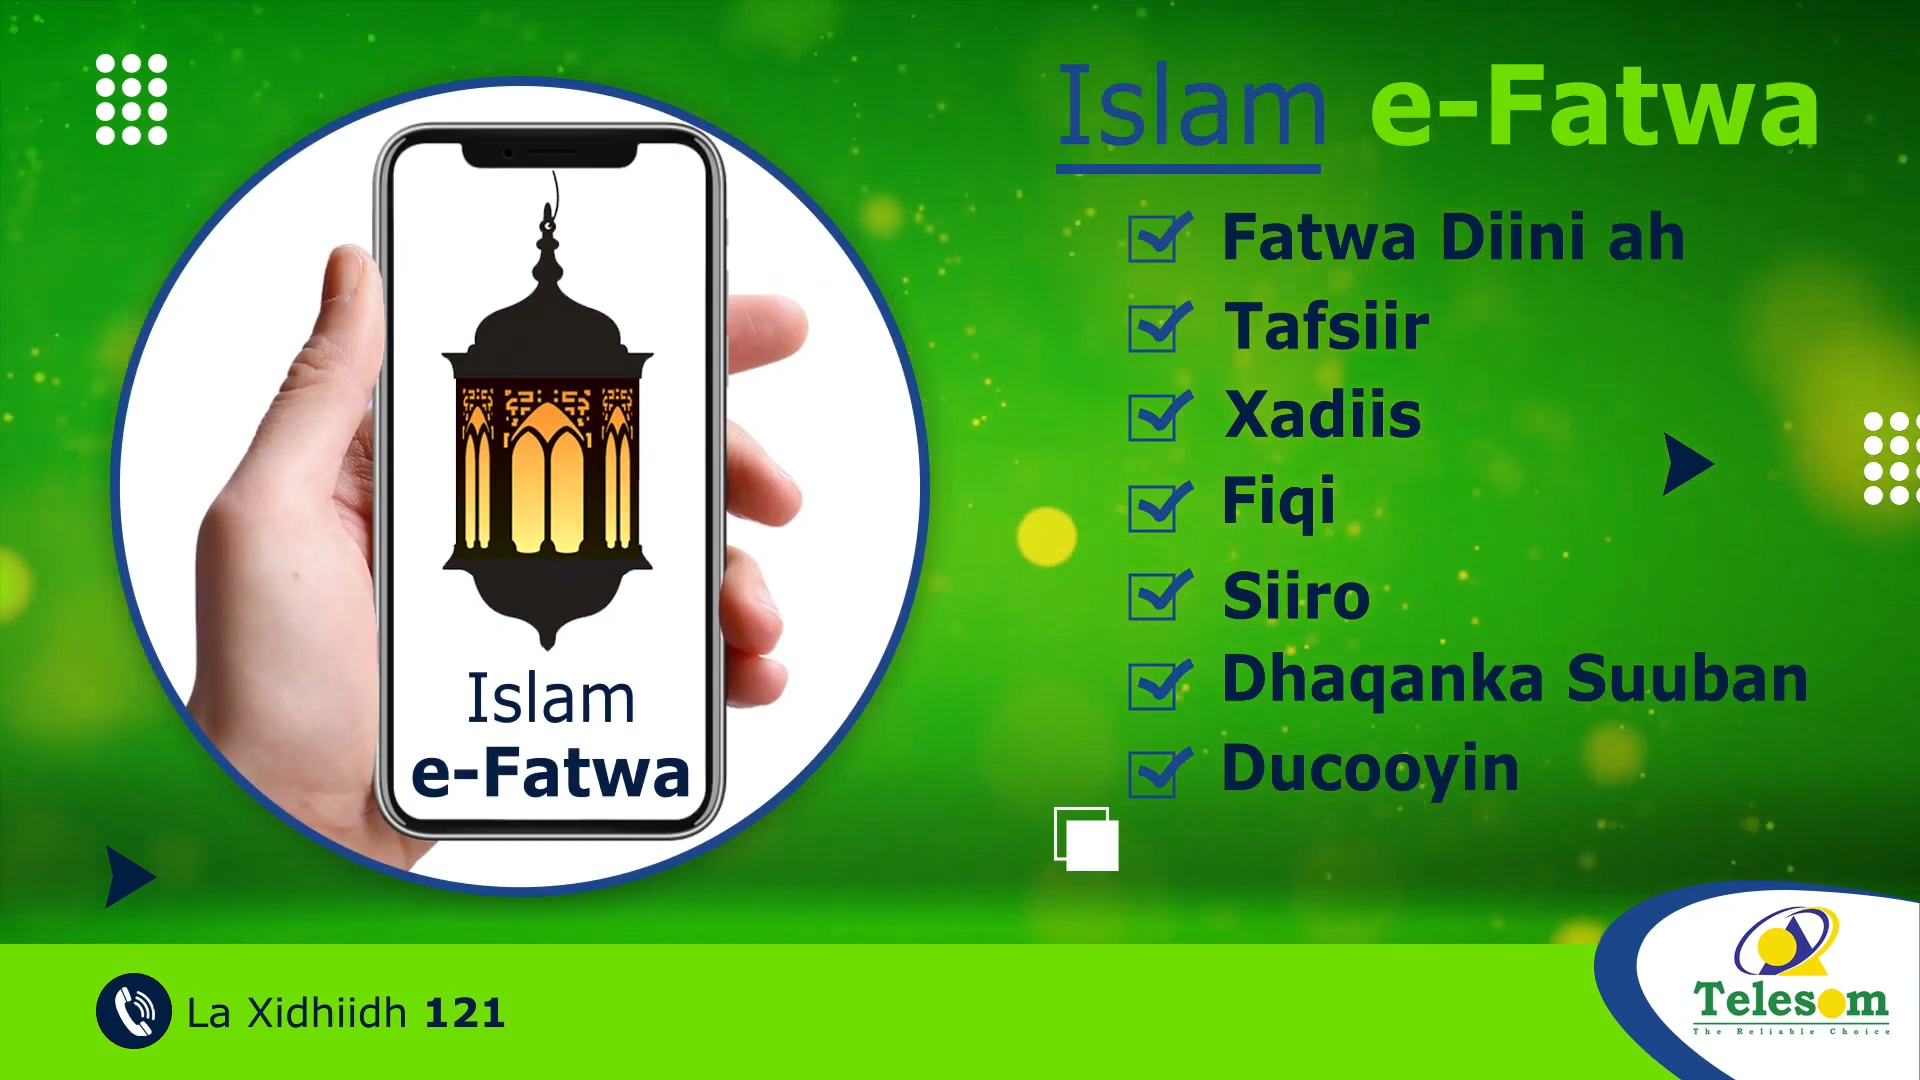 Islam e-Fatwa
Fatwa Diini ah
Tafsiir
Xadiis
Fiqi
Siiro
Dhaqanka Suuban
Ducooyin
Islam
e-Fatwa
La Xidhiidh 121
Telesom
The Reliable Choice